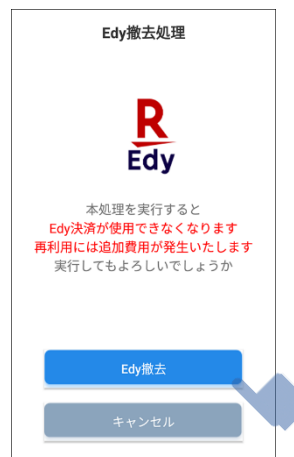 Edy撤去処理
R
Edy
本処理を実行すると
Edy決済が使用できなくなります
再利用には追加費用が発生いたします
実行してもよろしいでしょうか
Edy撤去
キャンセル